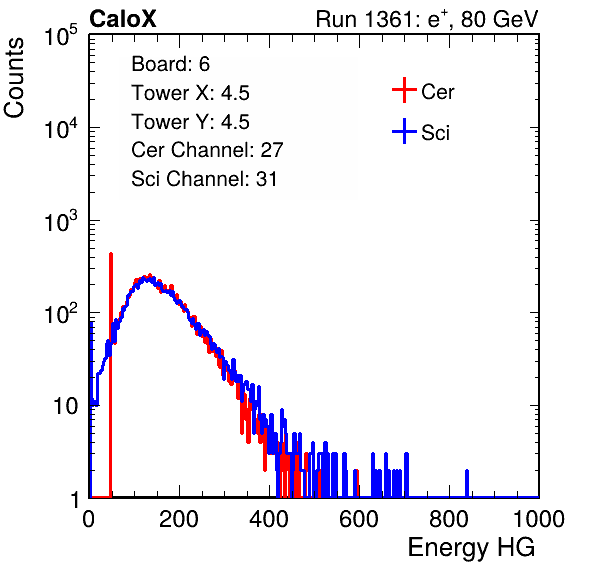 CaloX Run 1361: e⁺, 80 GeV
Counts
10⁵
10⁴
10³
10²
10
1
Board: 6
Tower X: 4.5
Tower Y: 4.5
Cer Channel: 27
Sci Channel: 31
Cer
Sci
0 200 400 600 800 1000
Energy HG